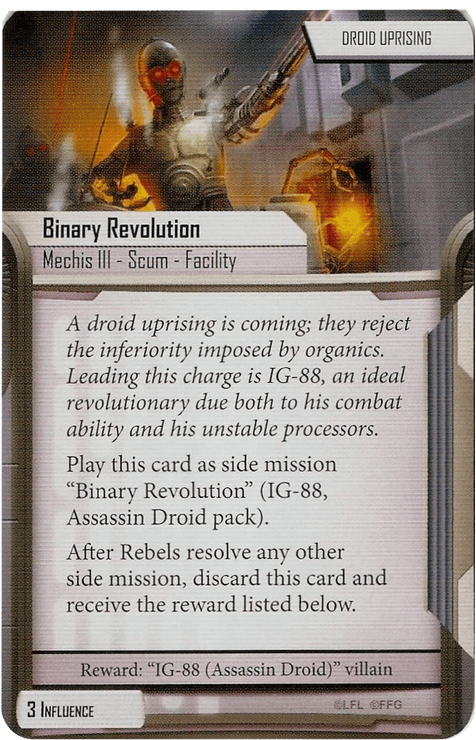 DROID UPRISING
Binary Revolution
Mechis III - Scum - Facility
A droid uprising is coming; they reject
the inferiority imposed by organics.
Leading this charge is IG-88, an ideal
revolutionary due both to his combat
ability and his unstable processors.
Play this card as side mission
“Binary Revolution” (IG-88,
Assassin Droid pack).
After Rebels resolve any other
side mission, discard this card and
receive the reward listed below.
Reward: “IG-88 (Assassin Droid)” villain
3 INFLUENCE
©LFL ©FFG